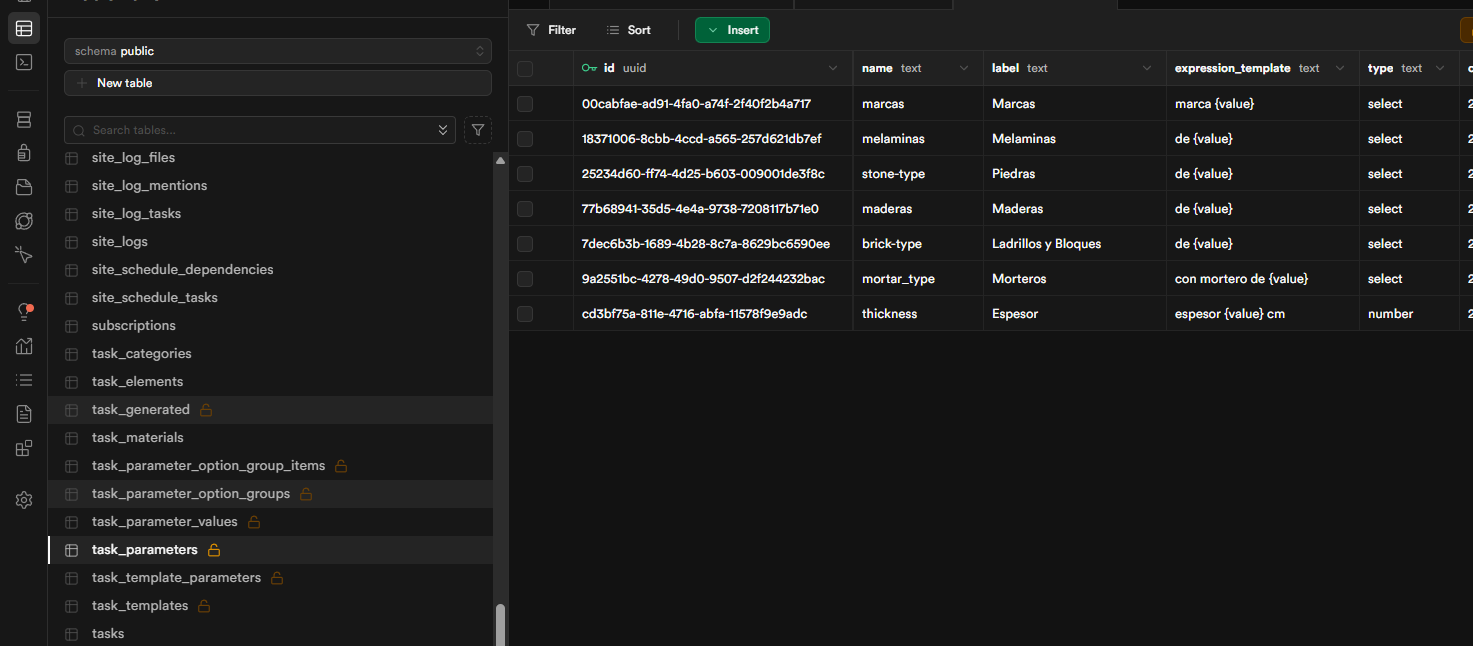 schema public
New table
Search tables...
site_log_files
site_log_mentions
site_log_tasks
site_logs
site_schedule_dependencies
site_schedule_tasks
subscriptions
task_categories
task_elements
task_generated
task_materials
task_parameter_option_group_items
task_parameter_option_groups
task_parameter_values
task_parameters
task_template_parameters
task_templates
tasks
Filter Sort Insert
id uuid name text label text expression_template text type text
00cabfae-ad91-4fa0-a74f-2f40f2b4a717 marcas Marcas marca {value} select
18371006-8cbb-4ccd-a565-257d621db7ef melaminas Melaminas de {value} select
25234d60-ff74-4d25-b603-009001de3f8c stone-type Piedras de {value} select
77b68941-35d5-4e4a-9738-7208117b71e0 maderas Maderas de {value} select
7dec6b3b-1689-4b28-8c7a-8629bc6590ee brick-type Ladrillos y Bloques de {value} select
9a2551bc-4278-49d0-9507-d2f244232bac mortar_type Morteros con mortero de {value} select
cd3bf75a-811e-4716-abfa-11578f9e9adc thickness Espesor espesor {value} cm number